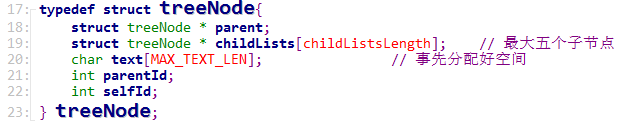 17: typedef struct treeNode{
18: struct treeNode * parent;
19: struct treeNode * childLists[childListsLength]; // 最大五个子节点
20: char text[MAX_TEXT_LEN]; // 事先分配好空间
21: int parentId;
22: int selfId;
23: } treeNode;